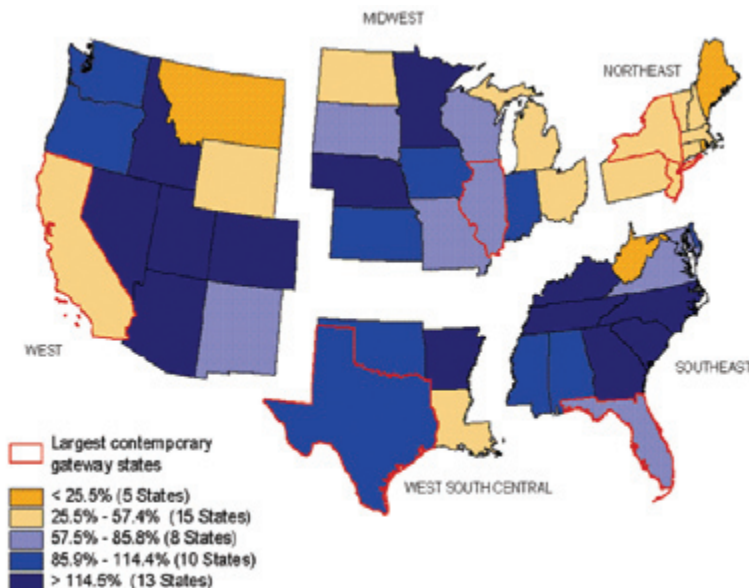 MIDWEST
NORTHEAST
WEST
SOUTHEAST
WEST SOUTH CENTRAL
Largest contemporary
gateway states
< 25.5% (5 States)
25.5% - 57.4% (15 States)
57.5% - 85.8% (8 States)
85.9% - 114.4% (10 States)
> 114.5% (13 States)